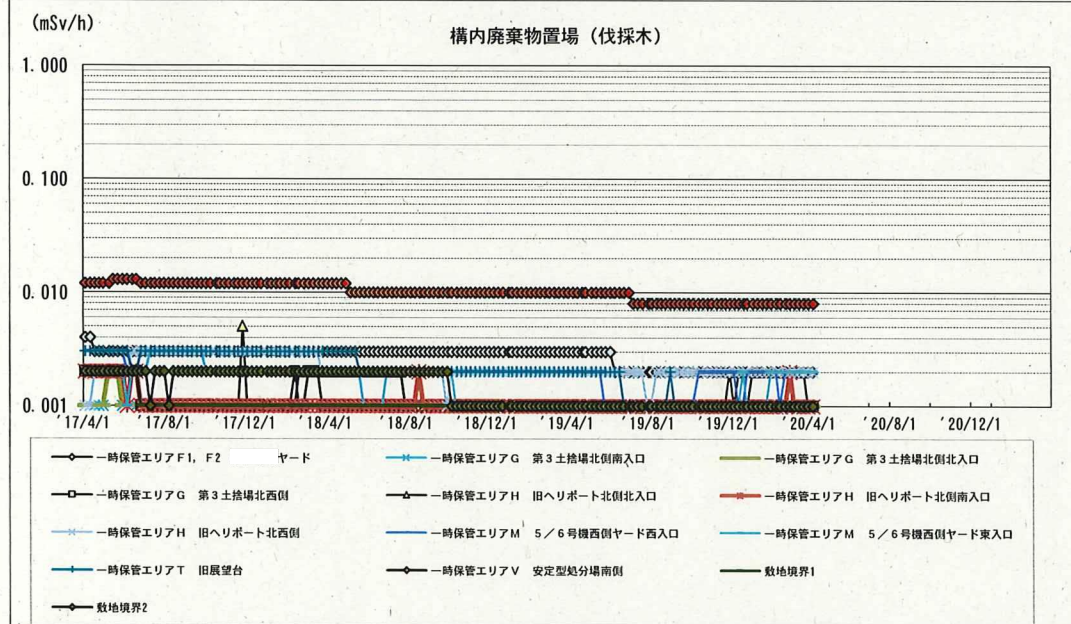 (mSv/h)
構内廃棄物置場（伐採木）
1.000
0.100
0.010
0.001
'17/4/1 '17/8/1 '17/12/1 '18/4/1 '18/8/1 '18/12/1 '19/4/1 '19/8/1 '19/12/1 '20/4/1 '20/8/1 '20/12/1
一時保管エリアＦ1，Ｆ2 ヤード 一時保管エリアＧ 第３土捨場北側南入口 一時保管エリアＧ 第３土捨場北側北入口
一時保管エリアＧ 第３土捨場北西側 一時保管エリアＨ 旧ヘリポート北側北入口 一時保管エリアＨ 旧ヘリポート北側南入口
一時保管エリアＨ 旧ヘリポート北西側 一時保管エリアＭ ５／６号機西側ヤード西入口 一時保管エリアＭ ５／６号機西側ヤード東入口
一時保管エリアＴ 旧展望台 一時保管エリアＶ 安定型処分場南側 敷地境界1
敷地境界2